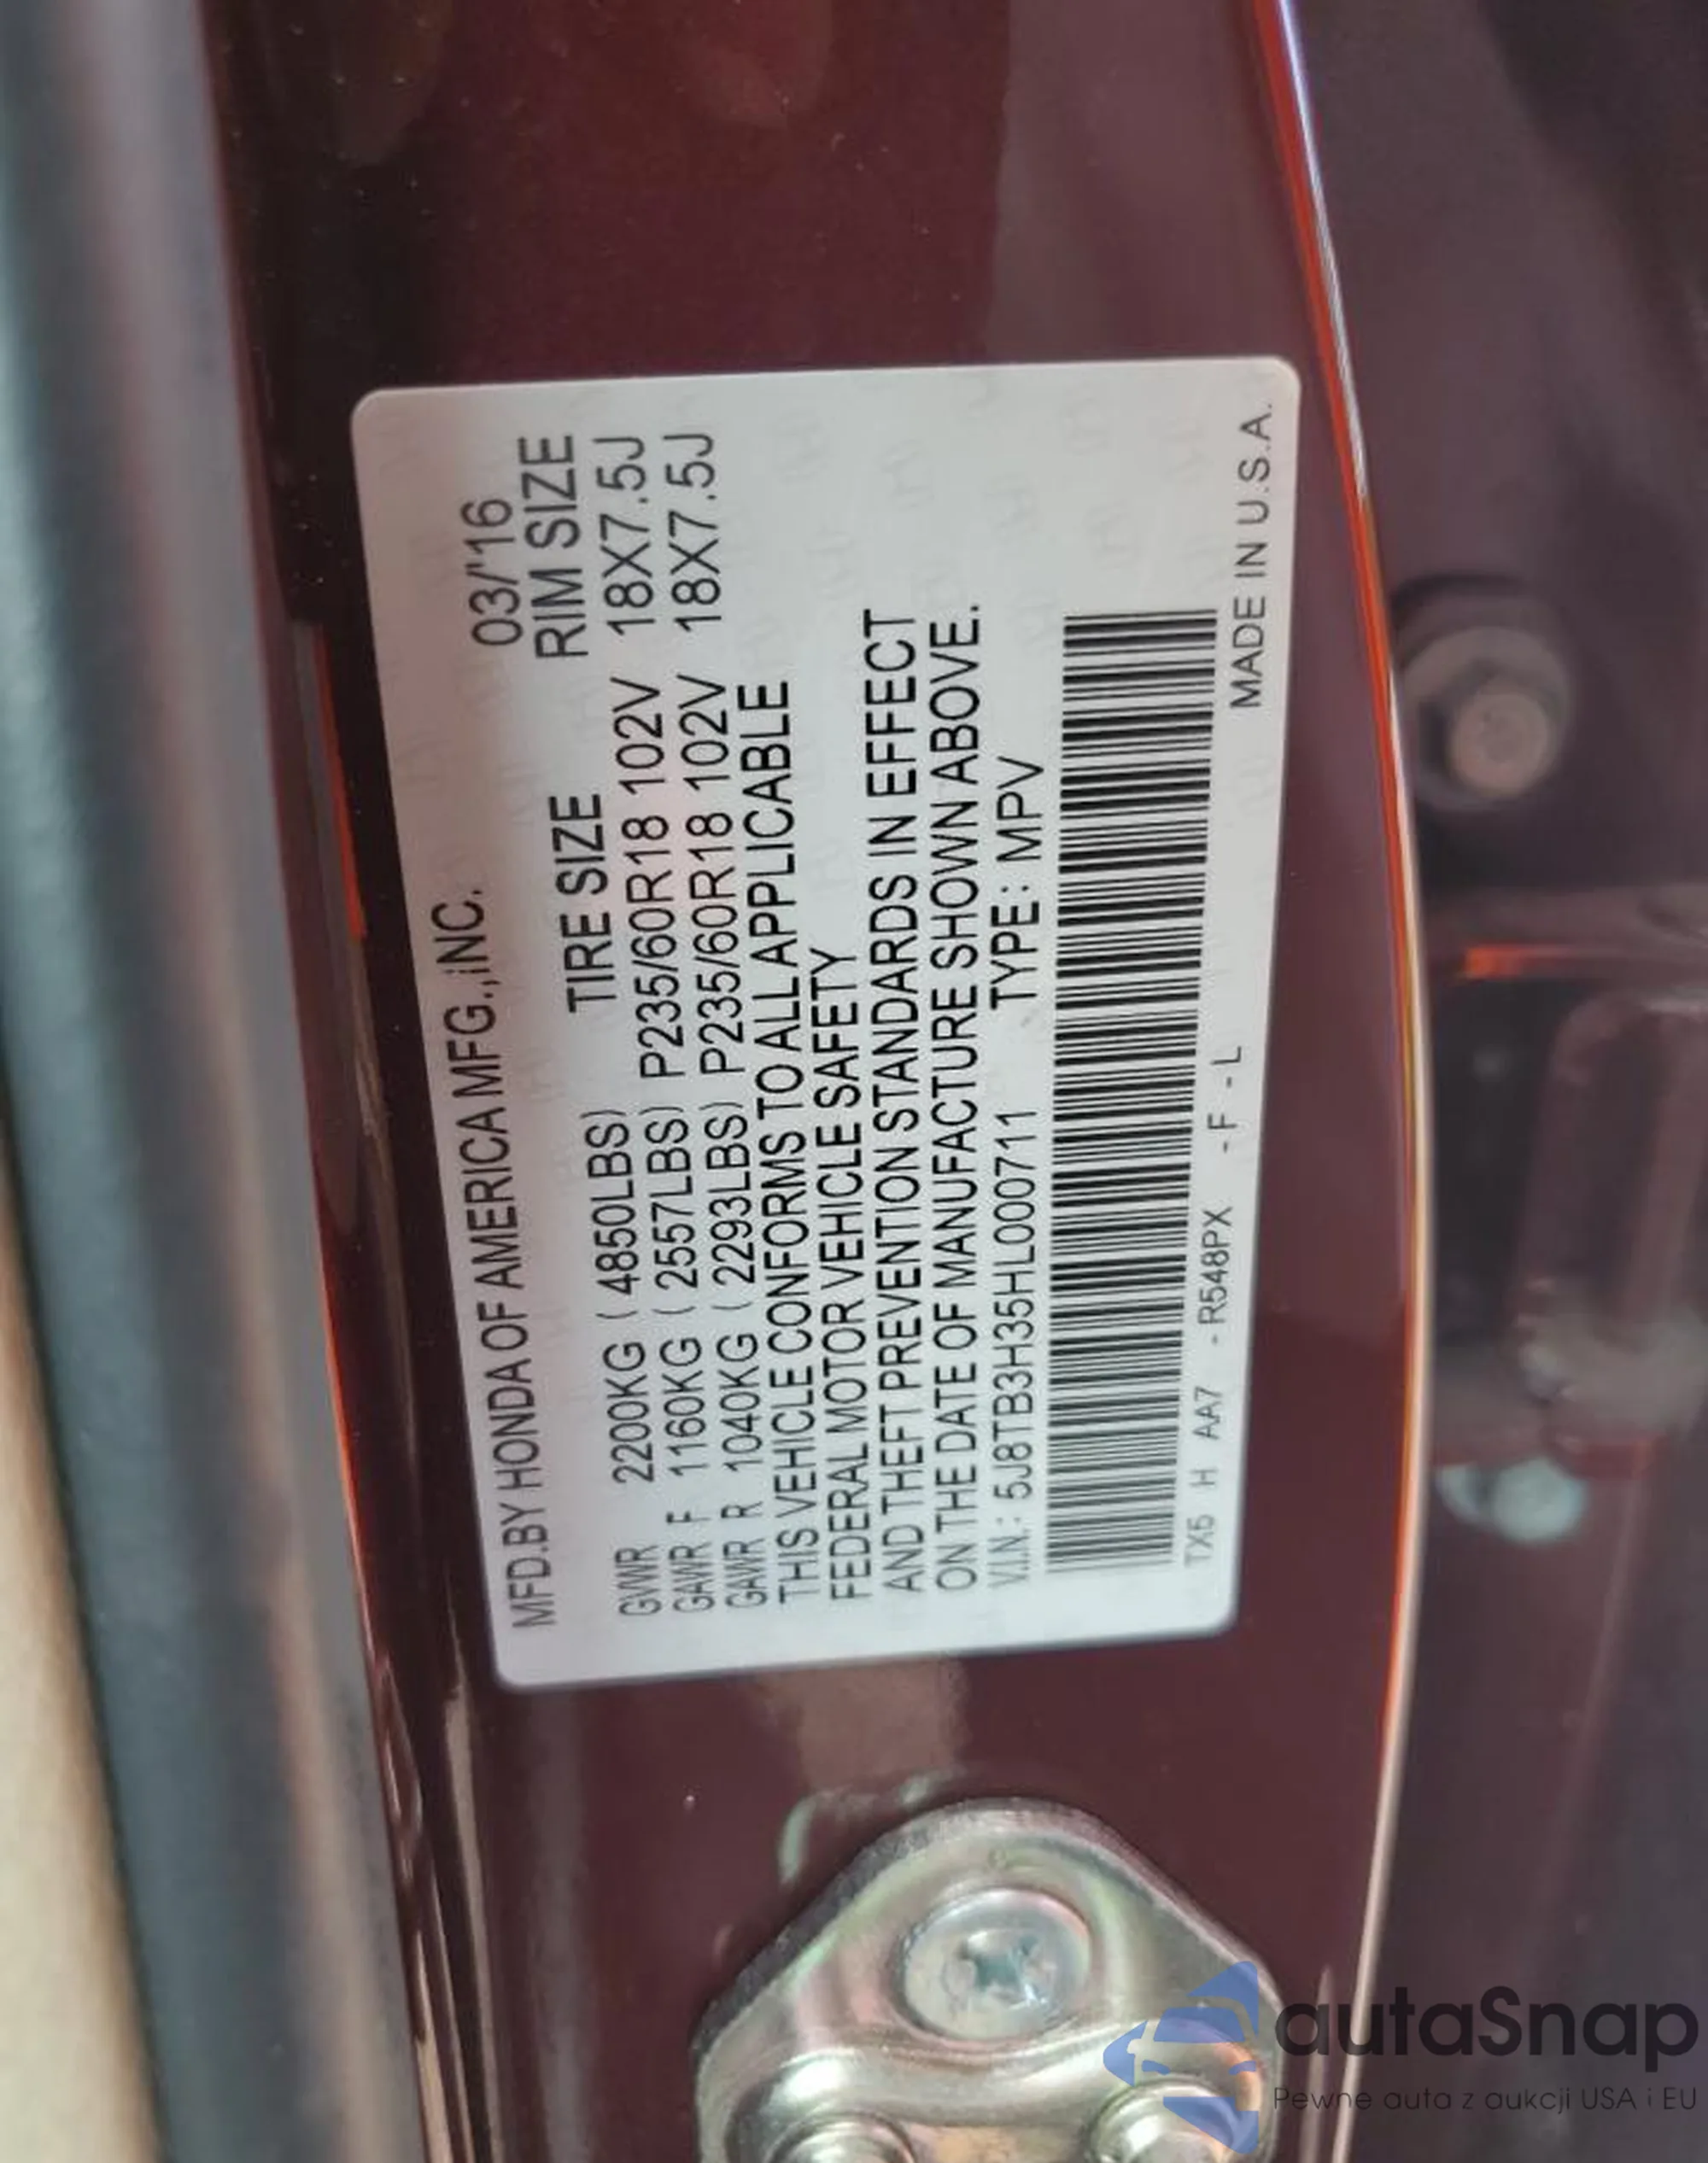 MFD.BY HONDA OF AMERICA MFG.,INC.
03/'16
TIRE SIZE RIM SIZE
GVWR 2200KG ( 4850LBS)
GAWR F 1160KG ( 2557LBS) P235/60R18 102V 18X7.5J
GAWR R 1040KG ( 2293LBS) P235/60R18 102V 18X7.5J
THIS VEHICLE CONFORMS TO ALL APPLICABLE
FEDERAL MOTOR VEHICLE SAFETY
AND THEFT PREVENTION STANDARDS IN EFFECT
ON THE DATE OF MANUFACTURE SHOWN ABOVE.
V.I.N.: 5J8TB3H35HL000711 TYPE: MPV
TX5 H AA7 - R548PX - F - L
MADE IN U.S.A.
autaSnap
Pewne auta z aukcji USA i EU